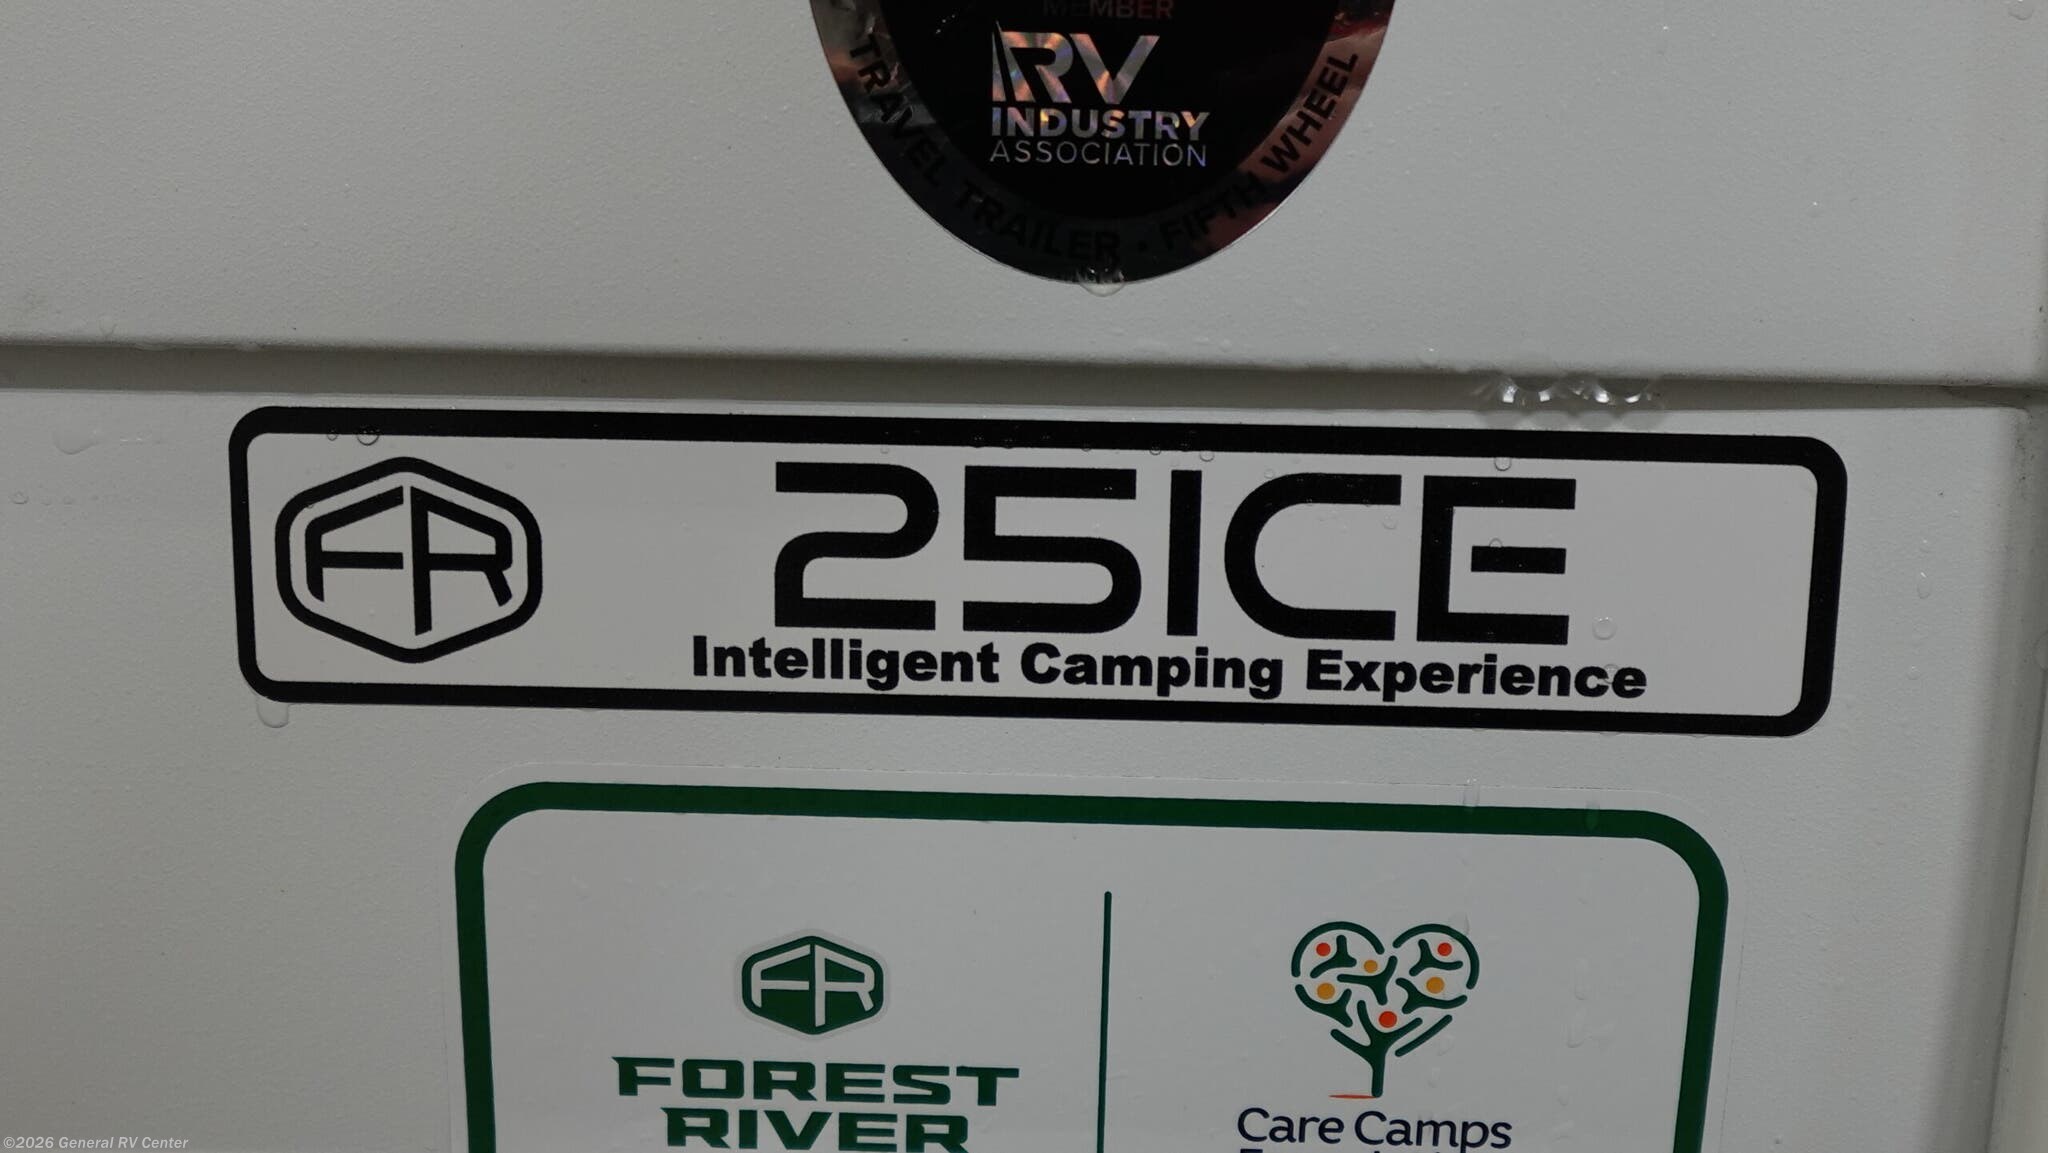 MEMBER
RV
INDUSTRY
ASSOCIATION
TRAVEL TRAILER • FIFTH WHEEL
FR
25ICE
Intelligent Camping Experience
FR
FOREST
RIVER
Care Camps
©2026 General RV Center